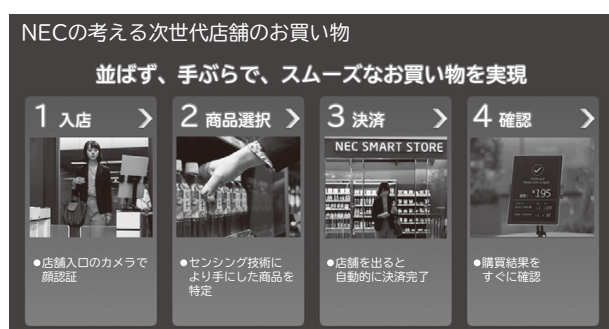 NECの考える次世代店舗のお買い物
並ばず、手ぶらで、スムーズなお買い物を実現
1 入店
2 商品選択
3 決済
4 確認
NEC SMART STORE
¥195
●店舗入口のカメラで
顔認証
●センシング技術に
より手にした商品を
特定
●店舗を出ると
自動的に決済完了
●購買結果を
すぐに確認